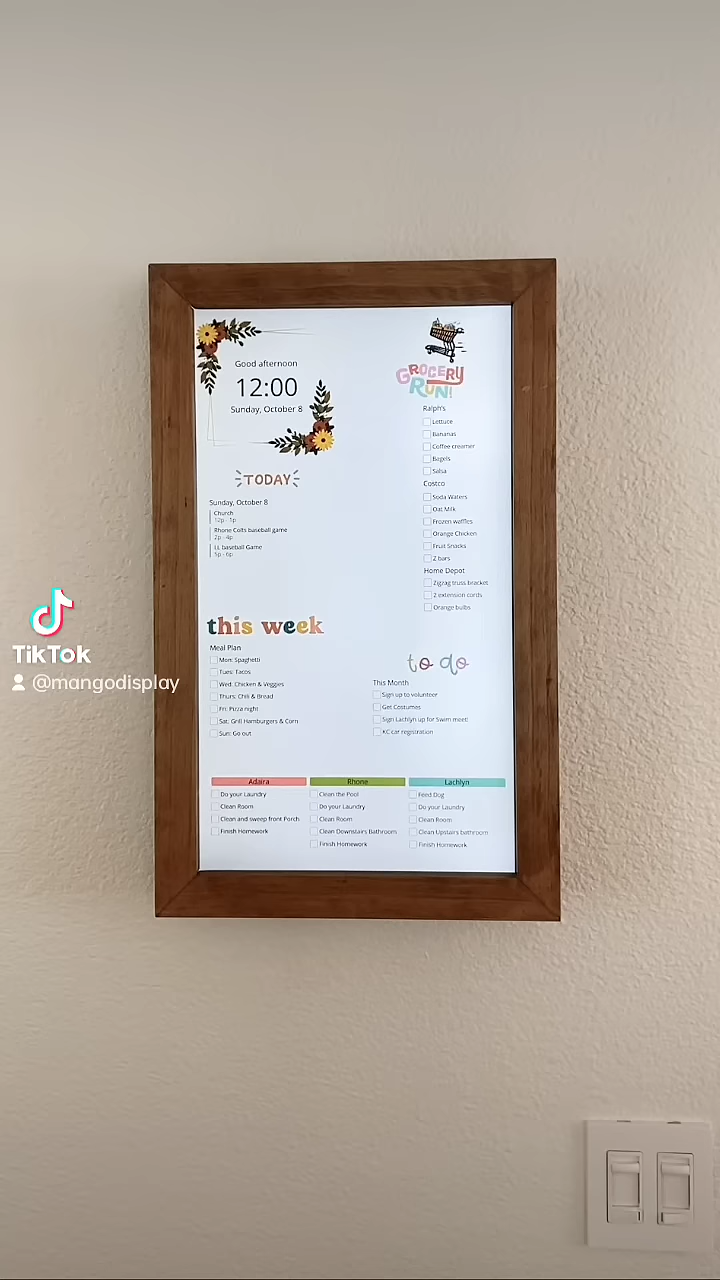 Good afternoon
12:00
Sunday, October 8
TODAY
Sunday, October 8
Church
12p - 1p
Rhone Colts baseball game
2p - 4p
LL baseball Game
5p - 6p
GROCERY
RUN!
Ralph's
Lettuce
Bananas
Coffee creamer
Bagels
Salsa
Costco
Soda Waters
Oat Milk
Frozen waffles
Orange Chicken
Fruit Snacks
Z bars
Home Depot
Zigzag truss bracket
2 extension cords
Orange bulbs
TikTok
@mangodisplay
this week
Meal Plan
Mon: Spaghetti
Tues: Tacos
Wed: Chicken & Veggies
Thurs: Chili & Bread
Fri: Pizza night
Sat: Grill Hamburgers & Corn
Sun: Go out
to do
This Month
Sign up to volunteer
Get Costumes
Sign Lachlyn up for Swim meet!
KC car registration
Adaira
Do your Laundry
Clean Room
Clean and sweep front Porch
Finish Homework
Rhone
Clean the Pool
Do your Laundry
Clean Room
Clean Downstairs Bathroom
Finish Homework
Lachlyn
Feed Dog
Do your Laundry
Clean Room
Clean Upstairs bathroom
Finish Homework